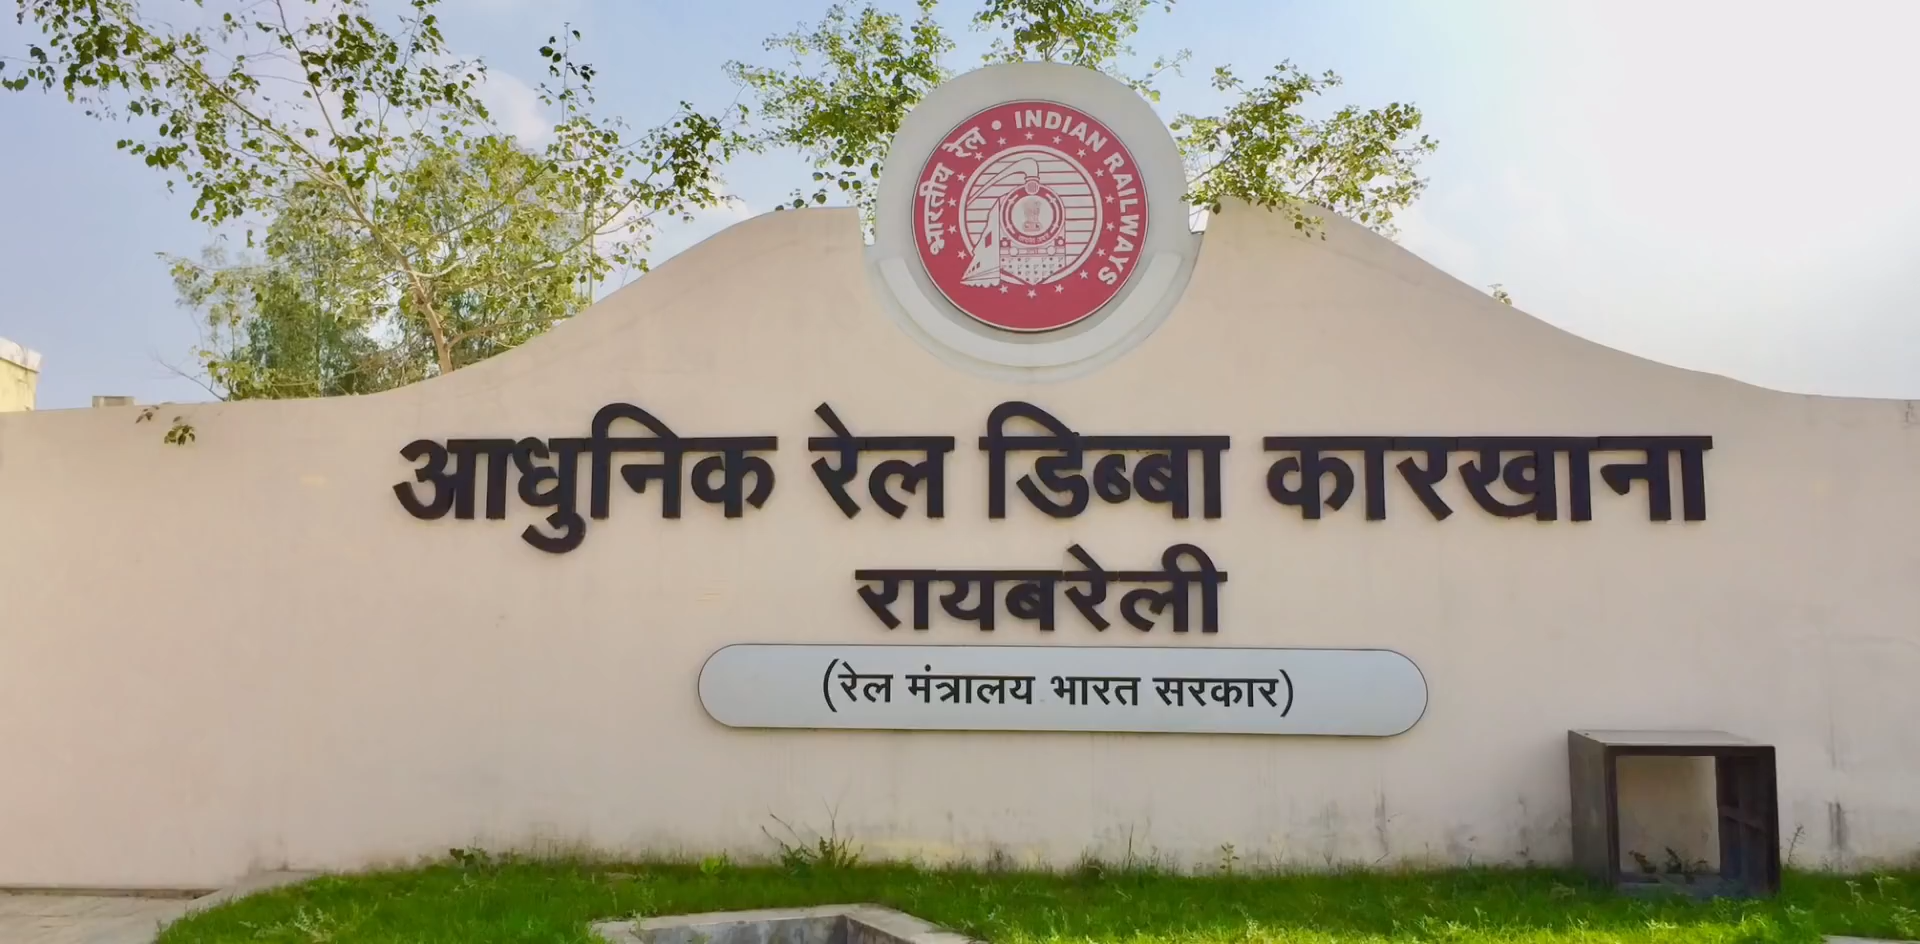 भारतीय रेल • INDIAN RAILWAYS
आधुनिक रेल डिब्बा कारखाना
रायबरेली
(रेल मंत्रालय भारत सरकार)